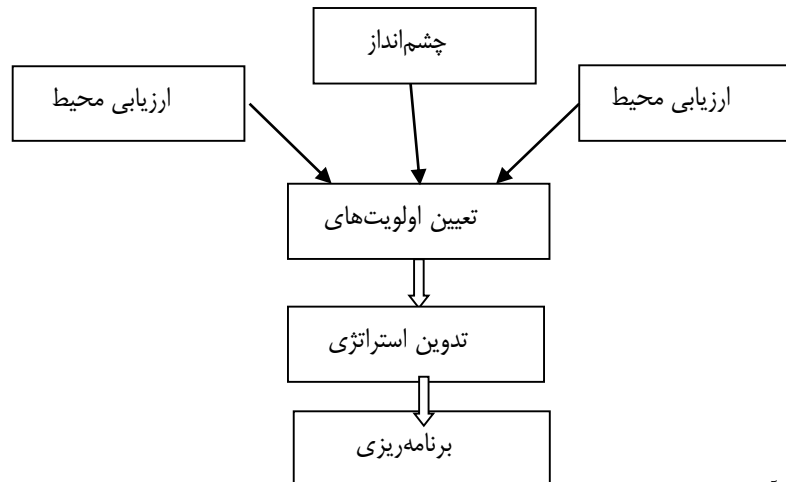 چشم‌انداز
ارزیابی محیط
ارزیابی محیط
تعیین اولویت‌های
تدوین استراتژی
برنامه‌ریزی